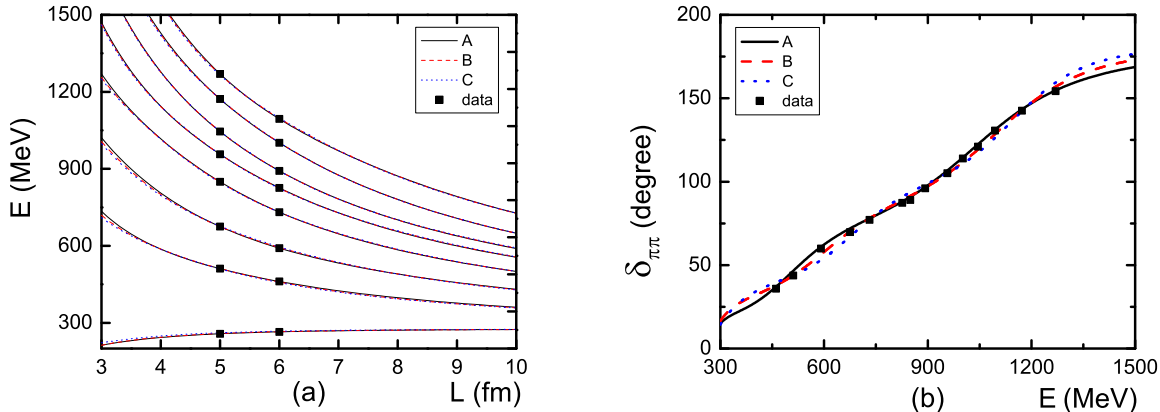 1500
1200
900
600
300
E (MeV)
A
B
C
data
3 4 5 6 7 8 9 10
(a)
L (fm)
200
150
100
50
0
δππ (degree)
A
B
C
data
300 600 900 1200 1500
(b)
E (MeV)